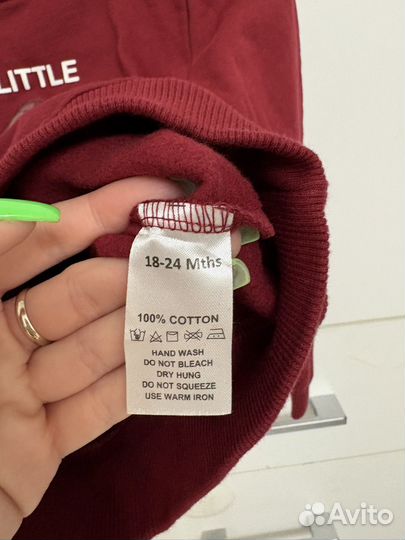 LITTLE
18-24 Mths
100% COTTON
HAND WASH
DO NOT BLEACH
DRY HUNG
DO NOT SQUEEZE
USE WARM IRON
Avito